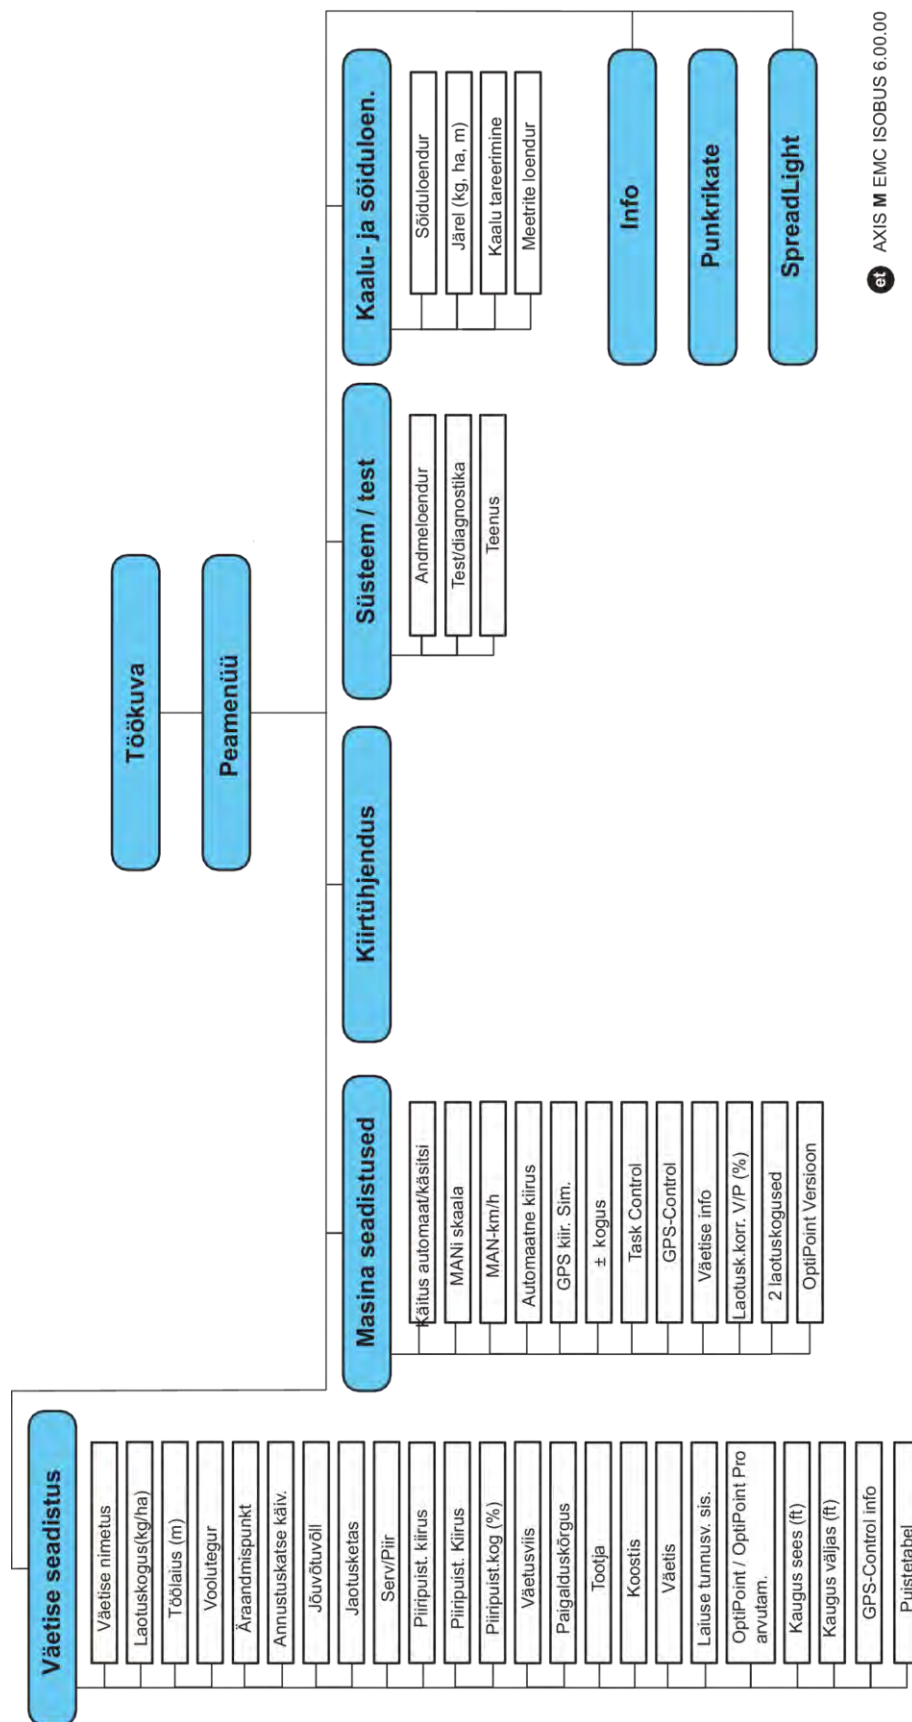 Töökuva
Peamenüü
Väetise seadistus
Väetise nimetus
Laotuskogus(kg/ha)
Töölaius (m)
Voolutegur
Äraandmispunkt
Annustuskatse käiv.
Jõuvõtuvõll
Jaotusketas
Serv/Piir
Piiripuist. kiirus
Piiripuist. Kiirus
Piiripuist.kog (%)
Väetusviis
Paigalduskõrgus
Tootja
Koostis
Väetis
Laiuse tunnusv. sis.
OptiPoint / OptiPoint Pro
arvutam.
Kaugus sees (ft)
Kaugus väljas (ft)
GPS-Control info
Puistetabel
Masina seadistused
Käitus automaat/käsitsi
MANi skaala
MAN-km/h
Automaatne kiirus
GPS kiir. Sim.
± kogus
Task Control
GPS-Control
Väetise info
Laotusk.korr. V/P (%)
2 laotuskogused
OptiPoint Versioon
Kiirtühjendus
Süsteem / test
Andmeloendur
Test/diagnostika
Teenus
Kaalu- ja sõiduloen.
Sõiduloendur
Järel (kg, ha, m)
Kaalu tareerimine
Meetrite loendur
Info
Punkrikate
SpreadLight
et AXIS M EMC ISOBUS 6.00.00